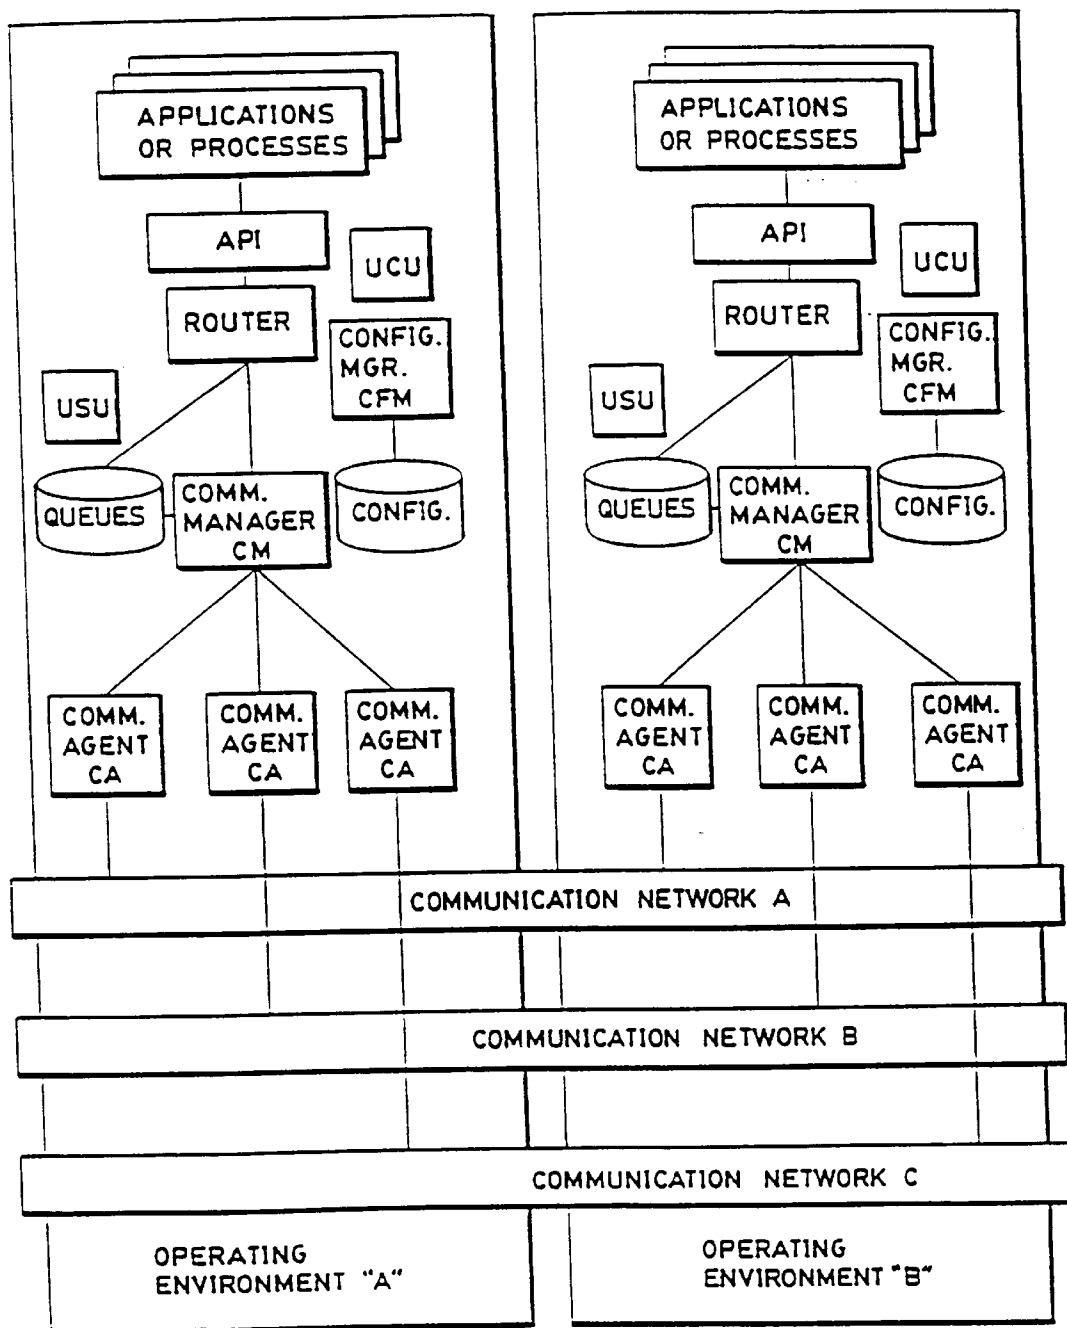 APPLICATIONS
OR PROCESSES
API
UCU
ROUTER
CONFIG.
MGR.
CFM
USU
QUEUES
COMM.
MANAGER
CM
CONFIG.
COMM.
AGENT
CA
COMM.
AGENT
CA
COMM.
AGENT
CA
APPLICATIONS
OR PROCESSES
API
UCU
ROUTER
CONFIG.
MGR.
CFM
USU
QUEUES
COMM.
MANAGER
CM
CONFIG.
COMM.
AGENT
CA
COMM.
AGENT
CA
COMM.
AGENT
CA
COMMUNICATION NETWORK A
COMMUNICATION NETWORK B
COMMUNICATION NETWORK C
OPERATING
ENVIRONMENT "A"
OPERATING
ENVIRONMENT "B"